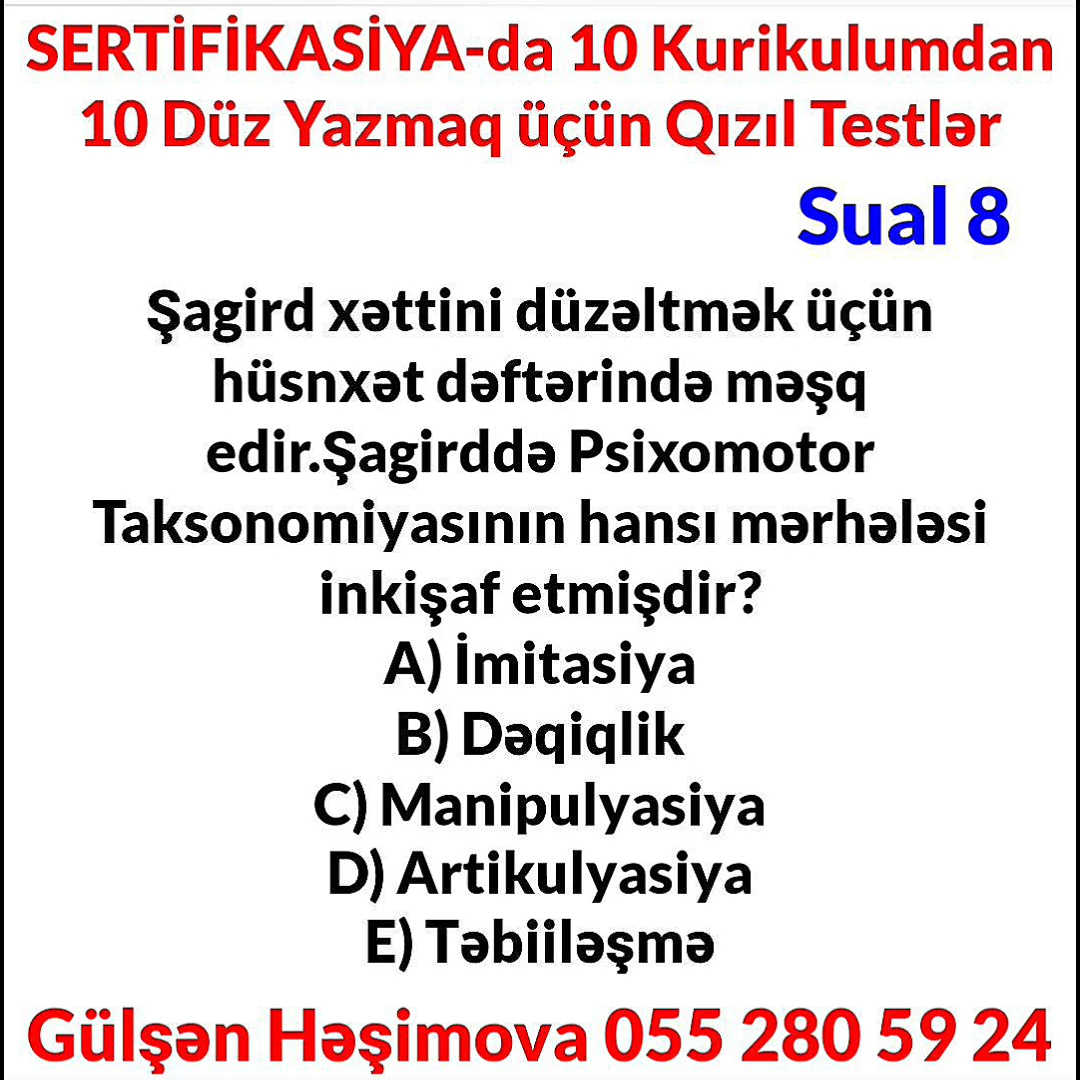 SERTİFİKASİYA-da 10 Kurikulumdan
10 Düz Yazmaq üçün Qızıl Testlər
Sual 8
Şagird xəttini düzəltmək üçün
hüsnxət dəftərində məşq
edir.Şagirddə Psixomotor
Taksonomiyasının hansı mərhələsi
inkişaf etmişdir?
A) İmitasiya
B) Dəqiqlik
C) Manipulyasiya
D) Artikulyasiya
E) Təbiiləşmə
Gülşən Həşimova 055 280 59 24